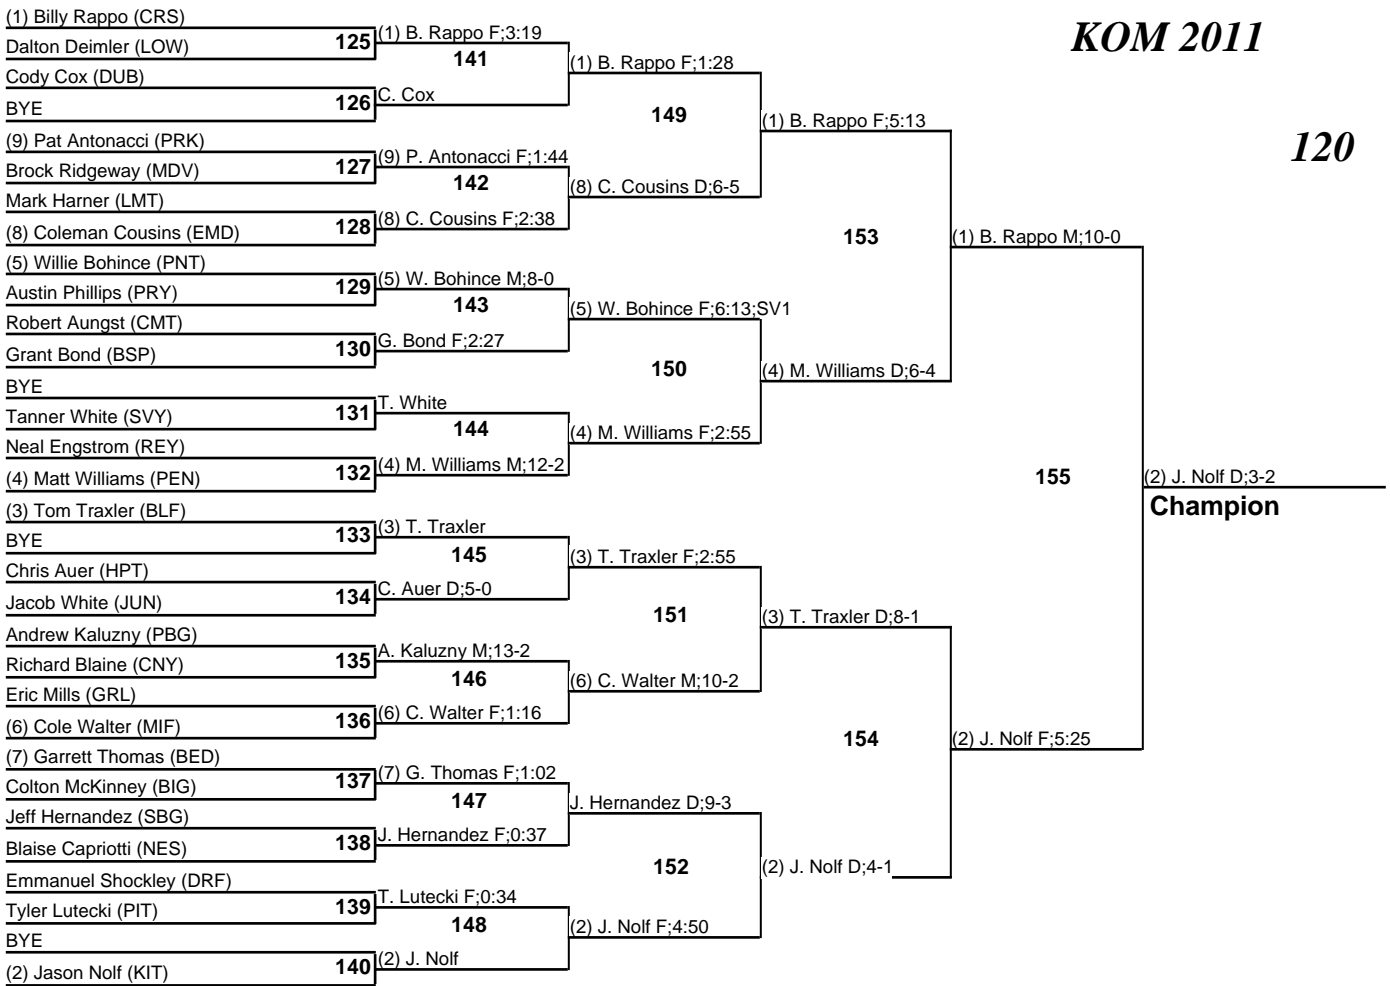 KOM 2011
120
(1) Billy Rappo (CRS)
Dalton Deimler (LOW)
Cody Cox (DUB)
BYE
(9) Pat Antonacci (PRK)
Brock Ridgeway (MDV)
Mark Harner (LMT)
(8) Coleman Cousins (EMD)
(5) Willie Bohince (PNT)
Austin Phillips (PRY)
Robert Aungst (CMT)
Grant Bond (BSP)
BYE
Tanner White (SVY)
Neal Engstrom (REY)
(4) Matt Williams (PEN)
(3) Tom Traxler (BLF)
BYE
Chris Auer (HPT)
Jacob White (JUN)
Andrew Kaluzny (PBG)
Richard Blaine (CNY)
Eric Mills (GRL)
(6) Cole Walter (MIF)
(7) Garrett Thomas (BED)
Colton McKinney (BIG)
Jeff Hernandez (SBG)
Blaise Capriotti (NES)
Emmanuel Shockley (DRF)
Tyler Lutecki (PIT)
BYE
(2) Jason Nolf (KIT)
125
126
127
128
129
130
131
132
133
134
135
136
137
138
139
140
(1) B. Rappo F;3:19
141
C. Cox
(9) P. Antonacci F;1:44
142
(8) C. Cousins F;2:38
(5) W. Bohince M;8-0
143
G. Bond F;2:27
T. White
144
(4) M. Williams M;12-2
(3) T. Traxler
145
C. Auer D;5-0
A. Kaluzny M;13-2
146
(6) C. Walter F;1:16
(7) G. Thomas F;1:02
147
J. Hernandez F;0:37
T. Lutecki F;0:34
148
(2) J. Nolf
(1) B. Rappo F;1:28
149
(8) C. Cousins D;6-5
(5) W. Bohince F;6:13;SV1
150
(4) M. Williams F;2:55
(3) T. Traxler F;2:55
151
(6) C. Walter M;10-2
J. Hernandez D;9-3
152
(2) J. Nolf F;4:50
(1) B. Rappo F;5:13
153
(4) M. Williams D;6-4
(3) T. Traxler D;8-1
154
(2) J. Nolf D;4-1
(1) B. Rappo M;10-0
155
(2) J. Nolf F;5:25
(2) J. Nolf D;3-2
Champion